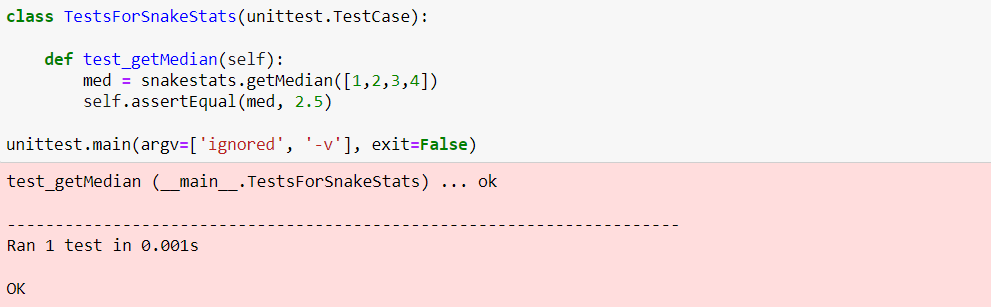 class TestsForSnakeStats(unittest.TestCase):
def test_getMedian(self):
med = snakestats.getMedian([1,2,3,4])
self.assertEqual(med, 2.5)
unittest.main(argv=['ignored', '-v'], exit=False)
test_getMedian (__main__.TestsForSnakeStats) ... ok
----------------------------------------------------------------------
Ran 1 test in 0.001s
OK